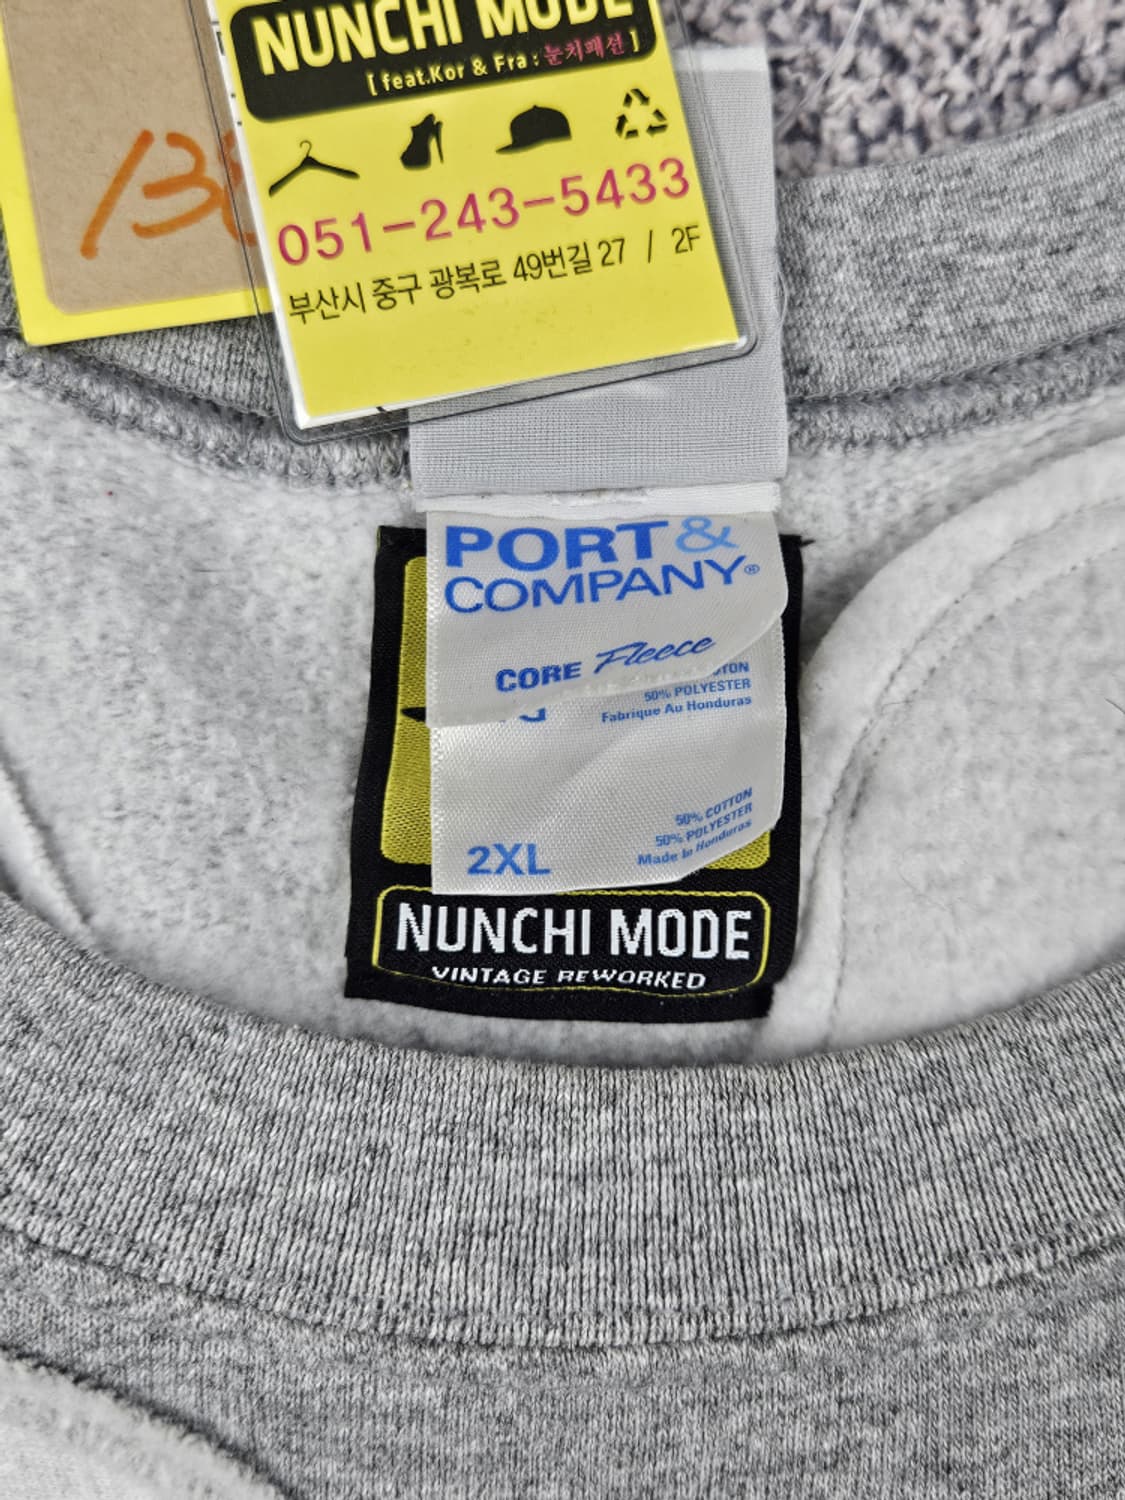 NUNCHI MODE
[ feat.Kor & Fra : 눈치패션 ]
051-243-5433
부산시 중구 광복로 49번길 27 / 2F
PORT &
COMPANY®
CORE Fleece
50% POLYESTER
Fabrique Au Honduras
50% COTTON
50% POLYESTER
Made In Honduras
2XL
NUNCHI MODE
VINTAGE REWORKED